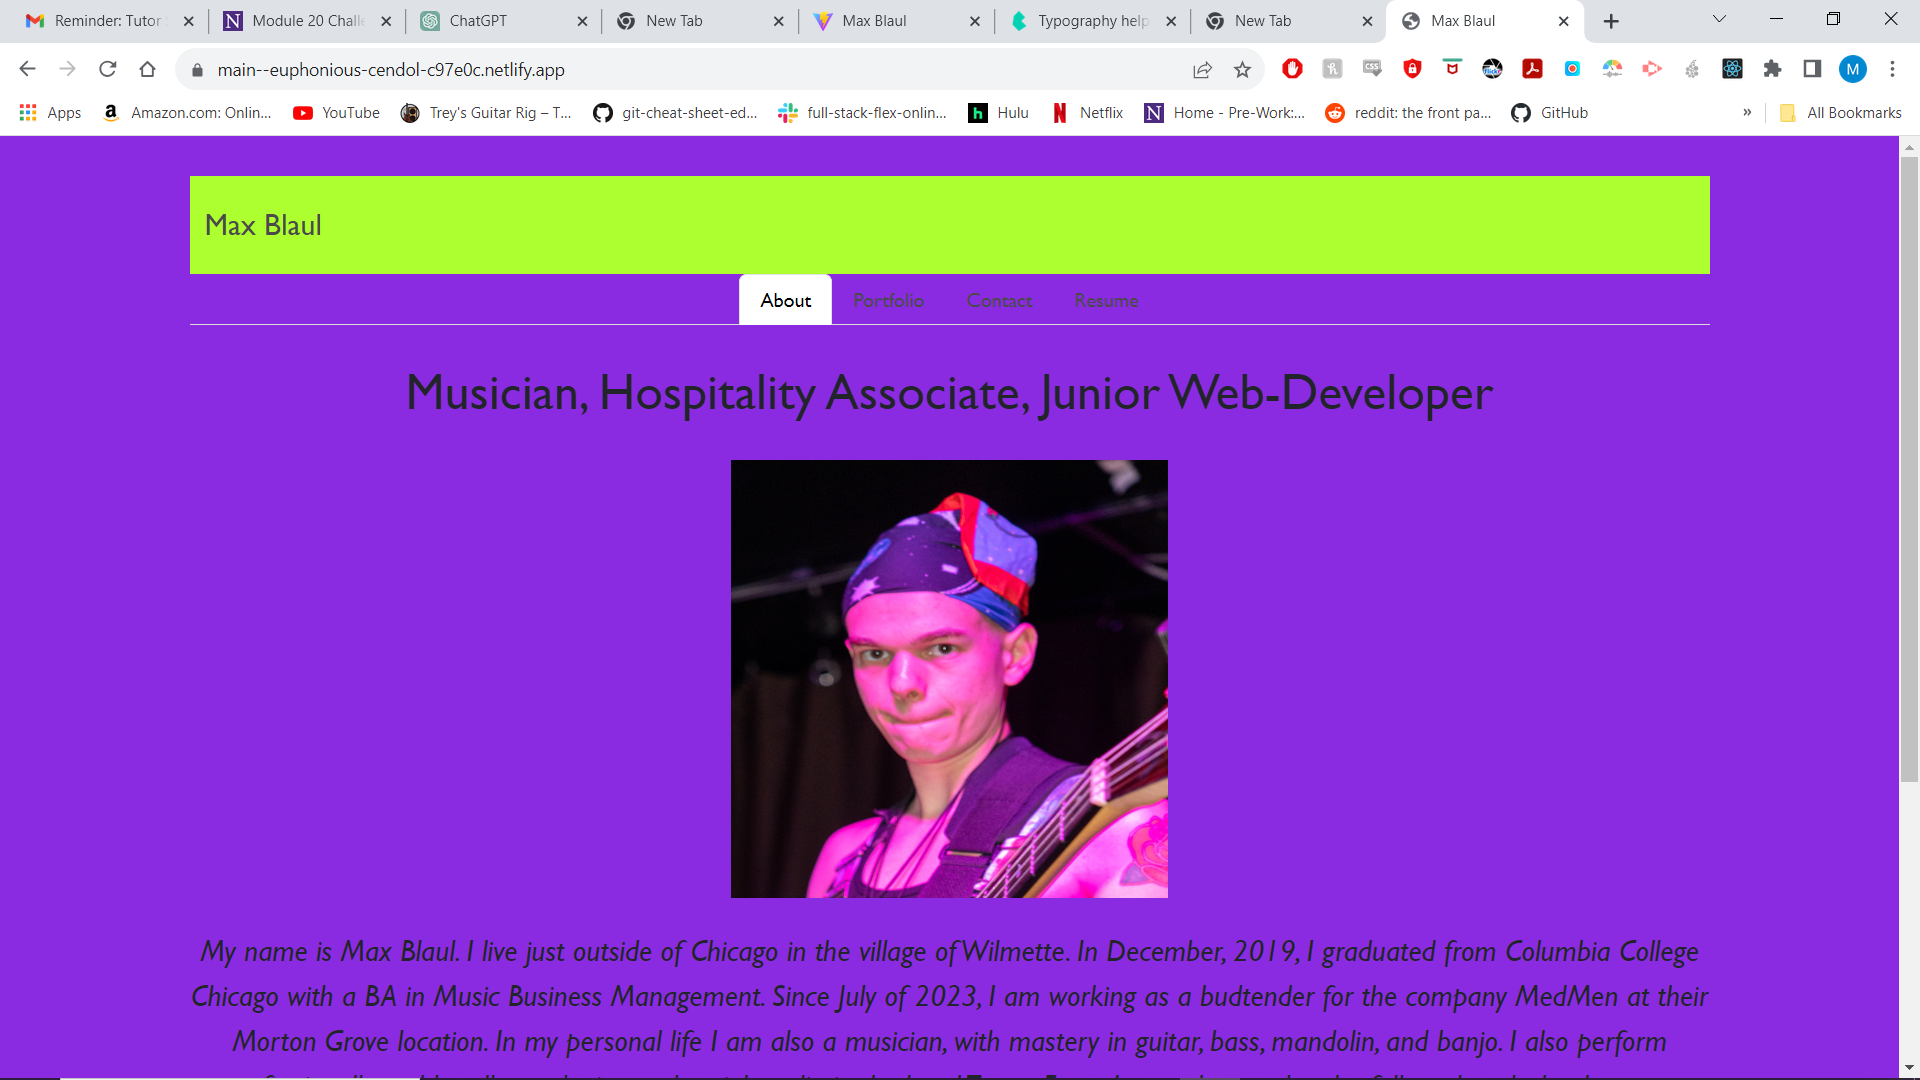 Reminder: Tutor
Module 20 Chall
ChatGPT
New Tab
Max Blaul
Typography help
New Tab
Max Blaul
main--euphonious-cendol-c97e0c.netlify.app
M
Apps
Amazon.com: Onlin...
YouTube
Trey's Guitar Rig – T...
git-cheat-sheet-ed...
full-stack-flex-onlin...
Hulu
Netflix
Home - Pre-Work:...
reddit: the front pa...
GitHub
»
All Bookmarks
Max Blaul
About
Portfolio
Contact
Resume
Musician, Hospitality Associate, Junior Web-Developer
My name is Max Blaul. I live just outside of Chicago in the village of Wilmette. In December, 2019, I graduated from Columbia College
Chicago with a BA in Music Business Management. Since July of 2023, I am working as a budtender for the company MedMen at their
Morton Grove location. In my personal life I am also a musician, with mastery in guitar, bass, mandolin, and banjo. I also perform